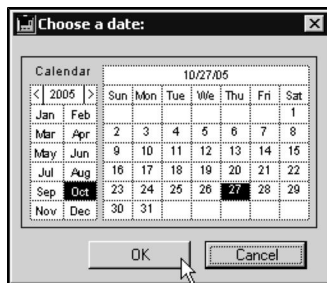 Choose a date:
Calendar
10/27/05
< 2005 >
Sun Mon Tue We Thu Fri Sat
Jan Feb
1
Mar Apr
2 3 4 5 6 7 8
May Jun
9 10 11 12 13 14 15
Jul Aug
16 17 18 19 20 21 22
Sep Oct
23 24 25 26 27 28 29
Nov Dec
30 31
OK Cancel